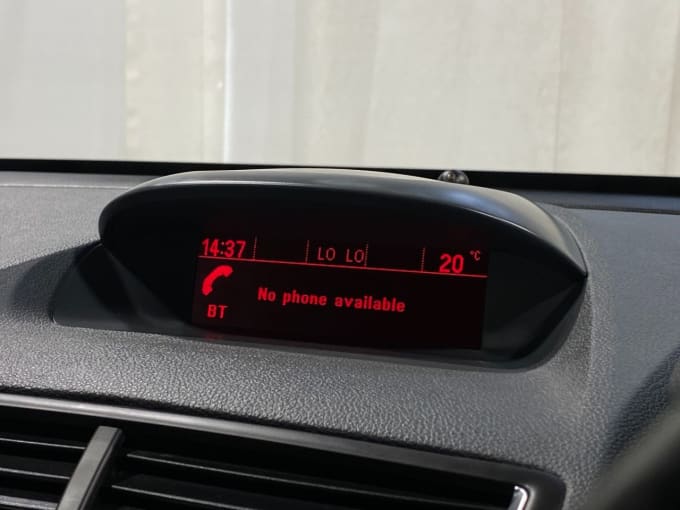 14:37 LO LO 20 °C
No phone available
BT